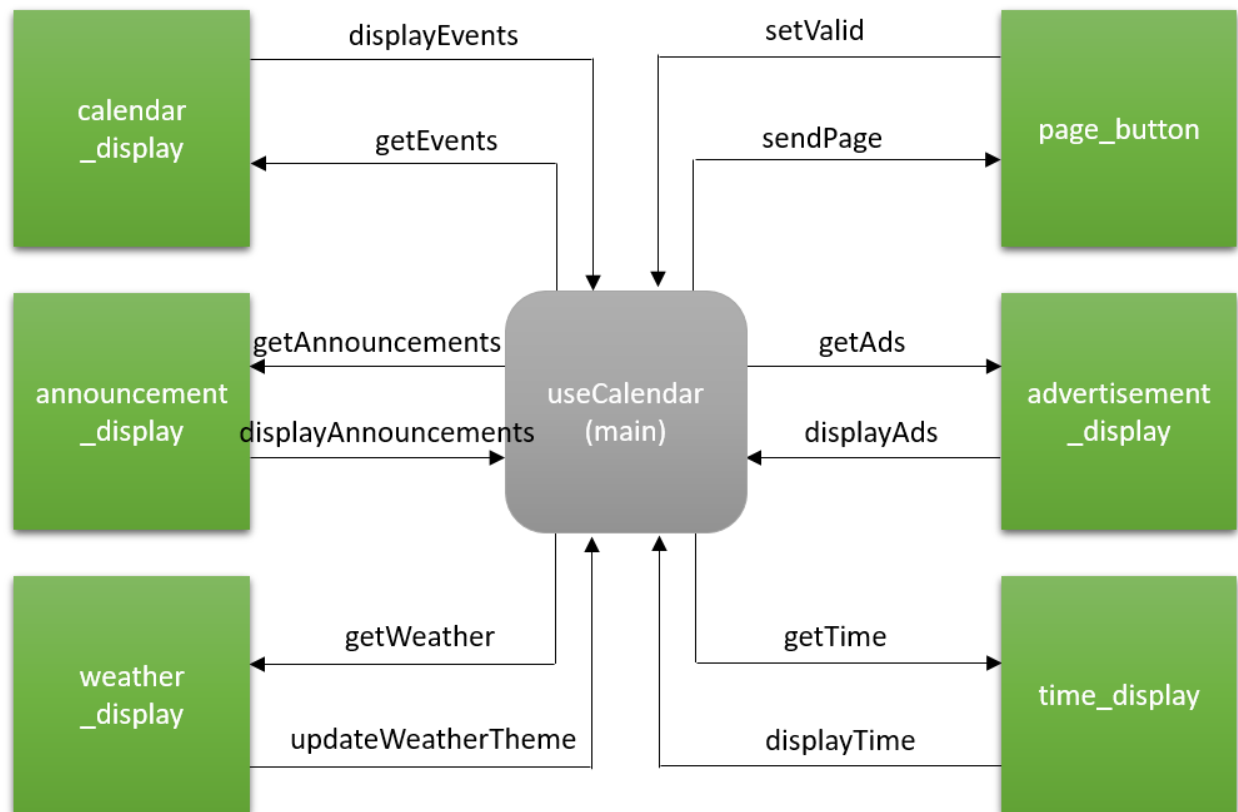 displayEvents
setValid
calendar
_display
getEvents
sendPage
page_button
getAnnouncements
getAds
announcement
_display
useCalendar
(main)
advertisement
_display
displayAnnouncements
displayAds
getWeather
getTime
weather
_display
time_display
updateWeatherTheme
displayTime